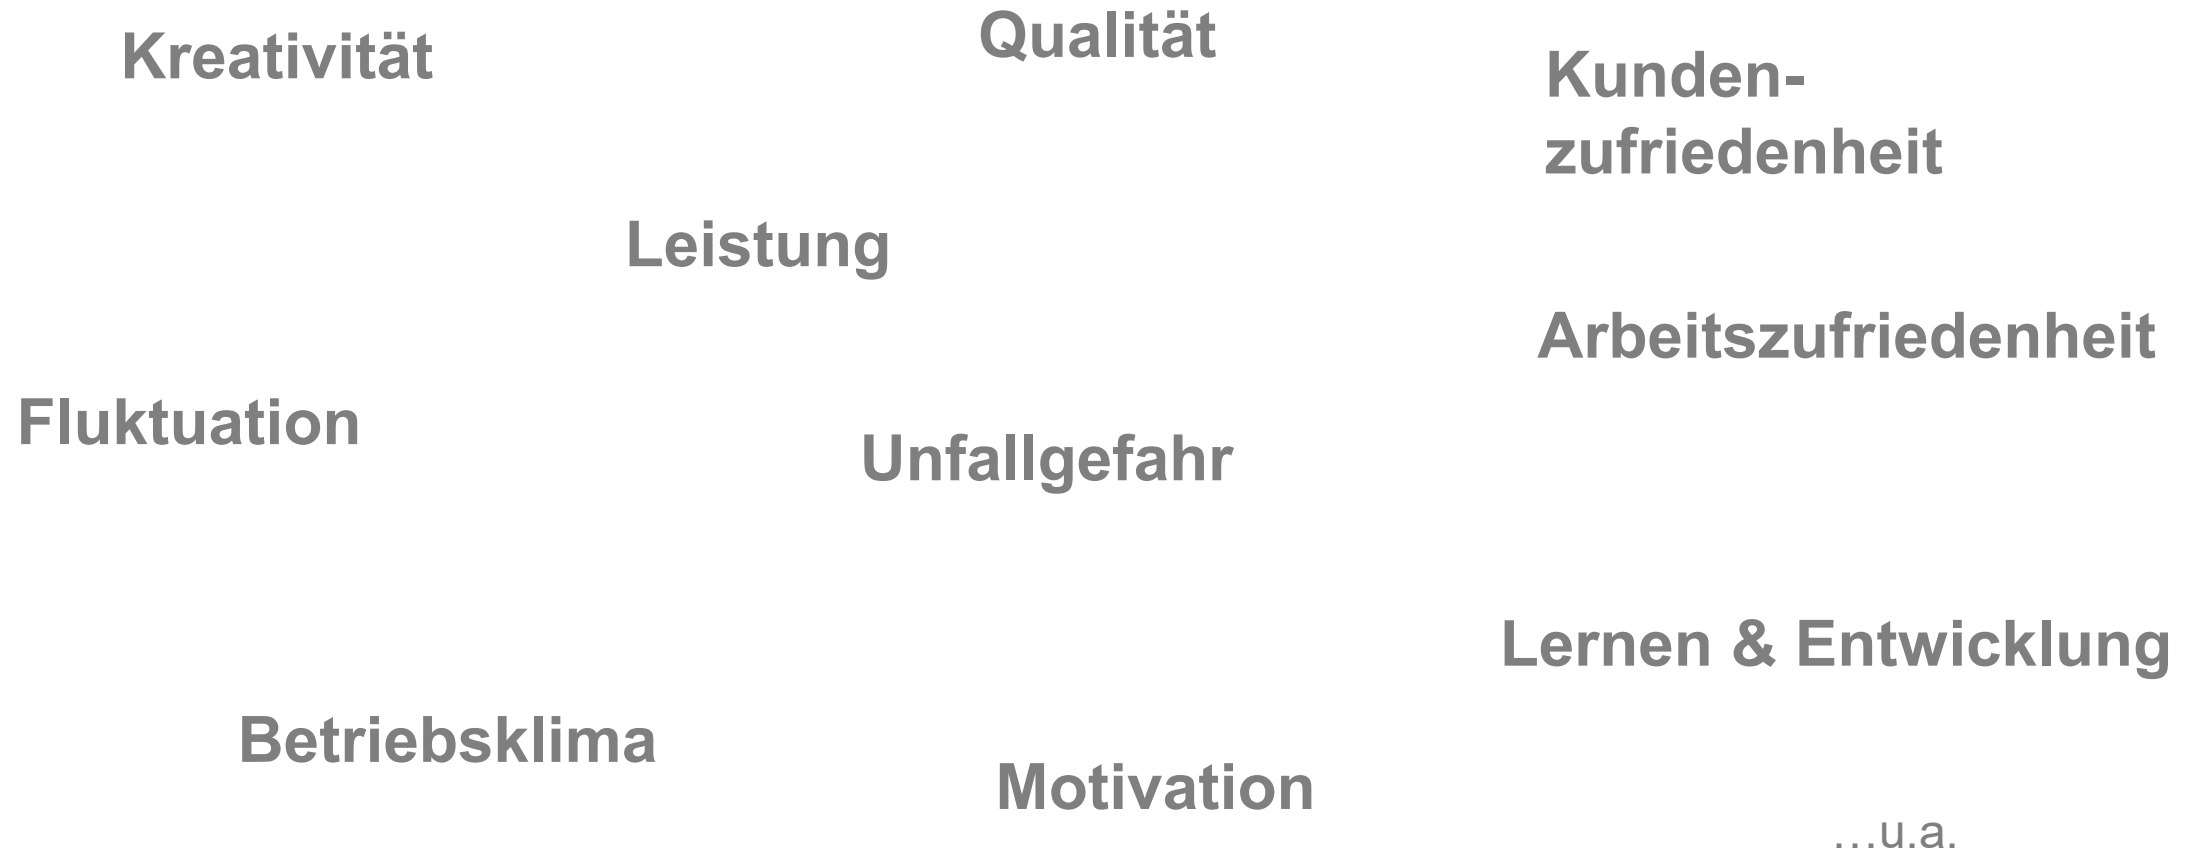 Kreativität
Qualität
Kunden-
zufriedenheit
Leistung
Arbeitszufriedenheit
Fluktuation
Unfallgefahr
Lernen & Entwicklung
Betriebsklima
Motivation
…u.a.